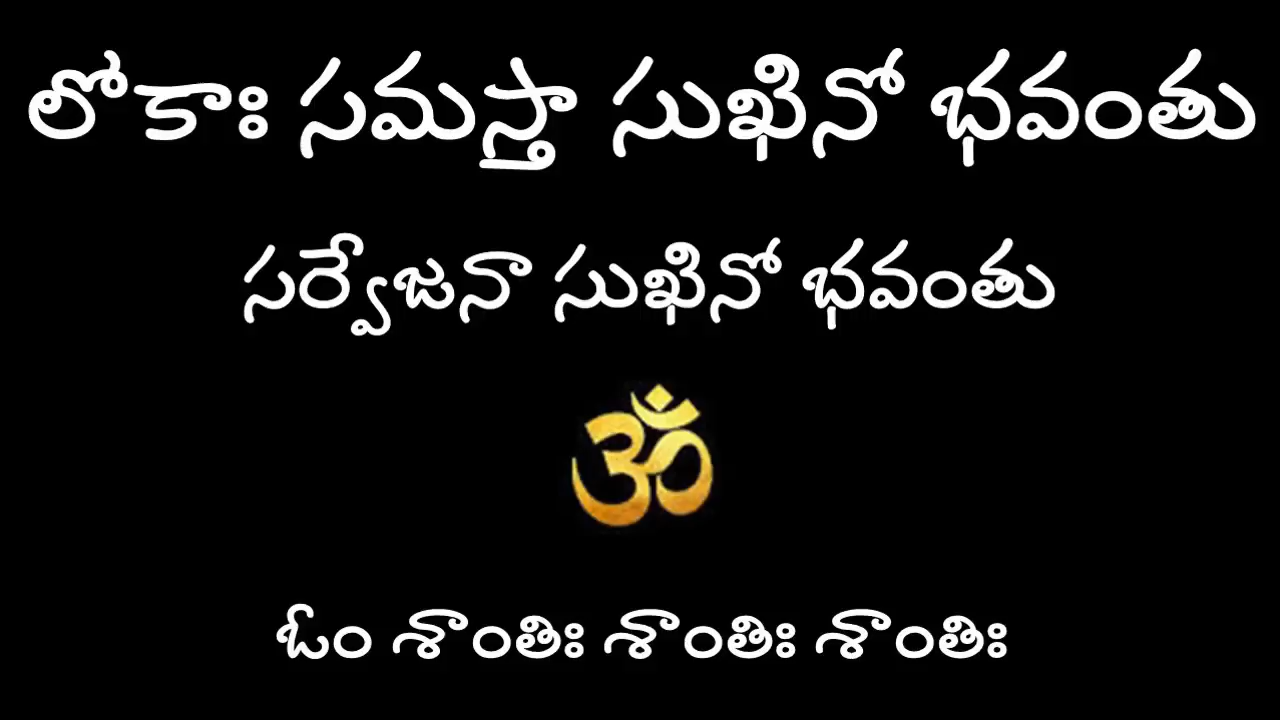 లోకాః సమస్తా సుఖినో భవంతు
సర్వేజనా సుఖినో భవంతు
ॐ
ఓం శాంతిః శాంతిః శాంతిః